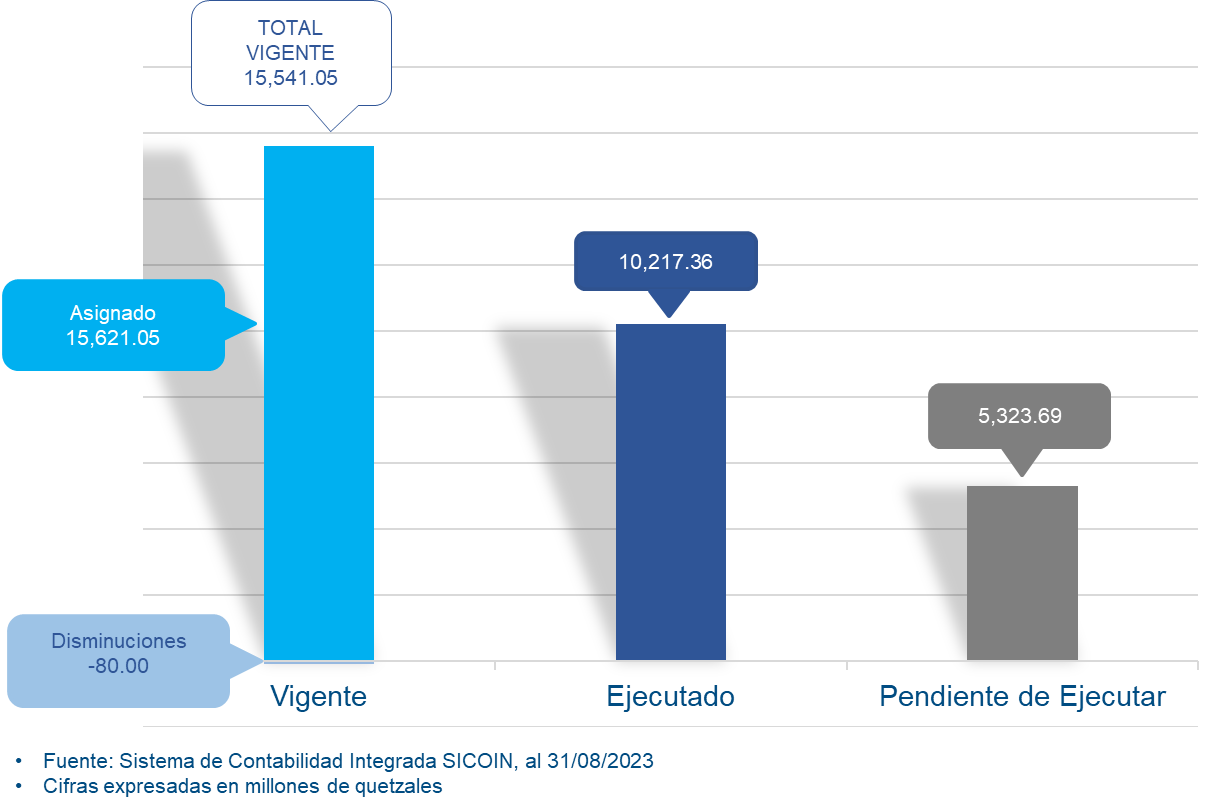 TOTAL
VIGENTE
15,541.05
10,217.36
Asignado
15,621.05
5,323.69
Disminuciones
-80.00
Vigente
Ejecutado
Pendiente de Ejecutar
• Fuente: Sistema de Contabilidad Integrada SICOIN, al 31/08/2023
• Cifras expresadas en millones de quetzales